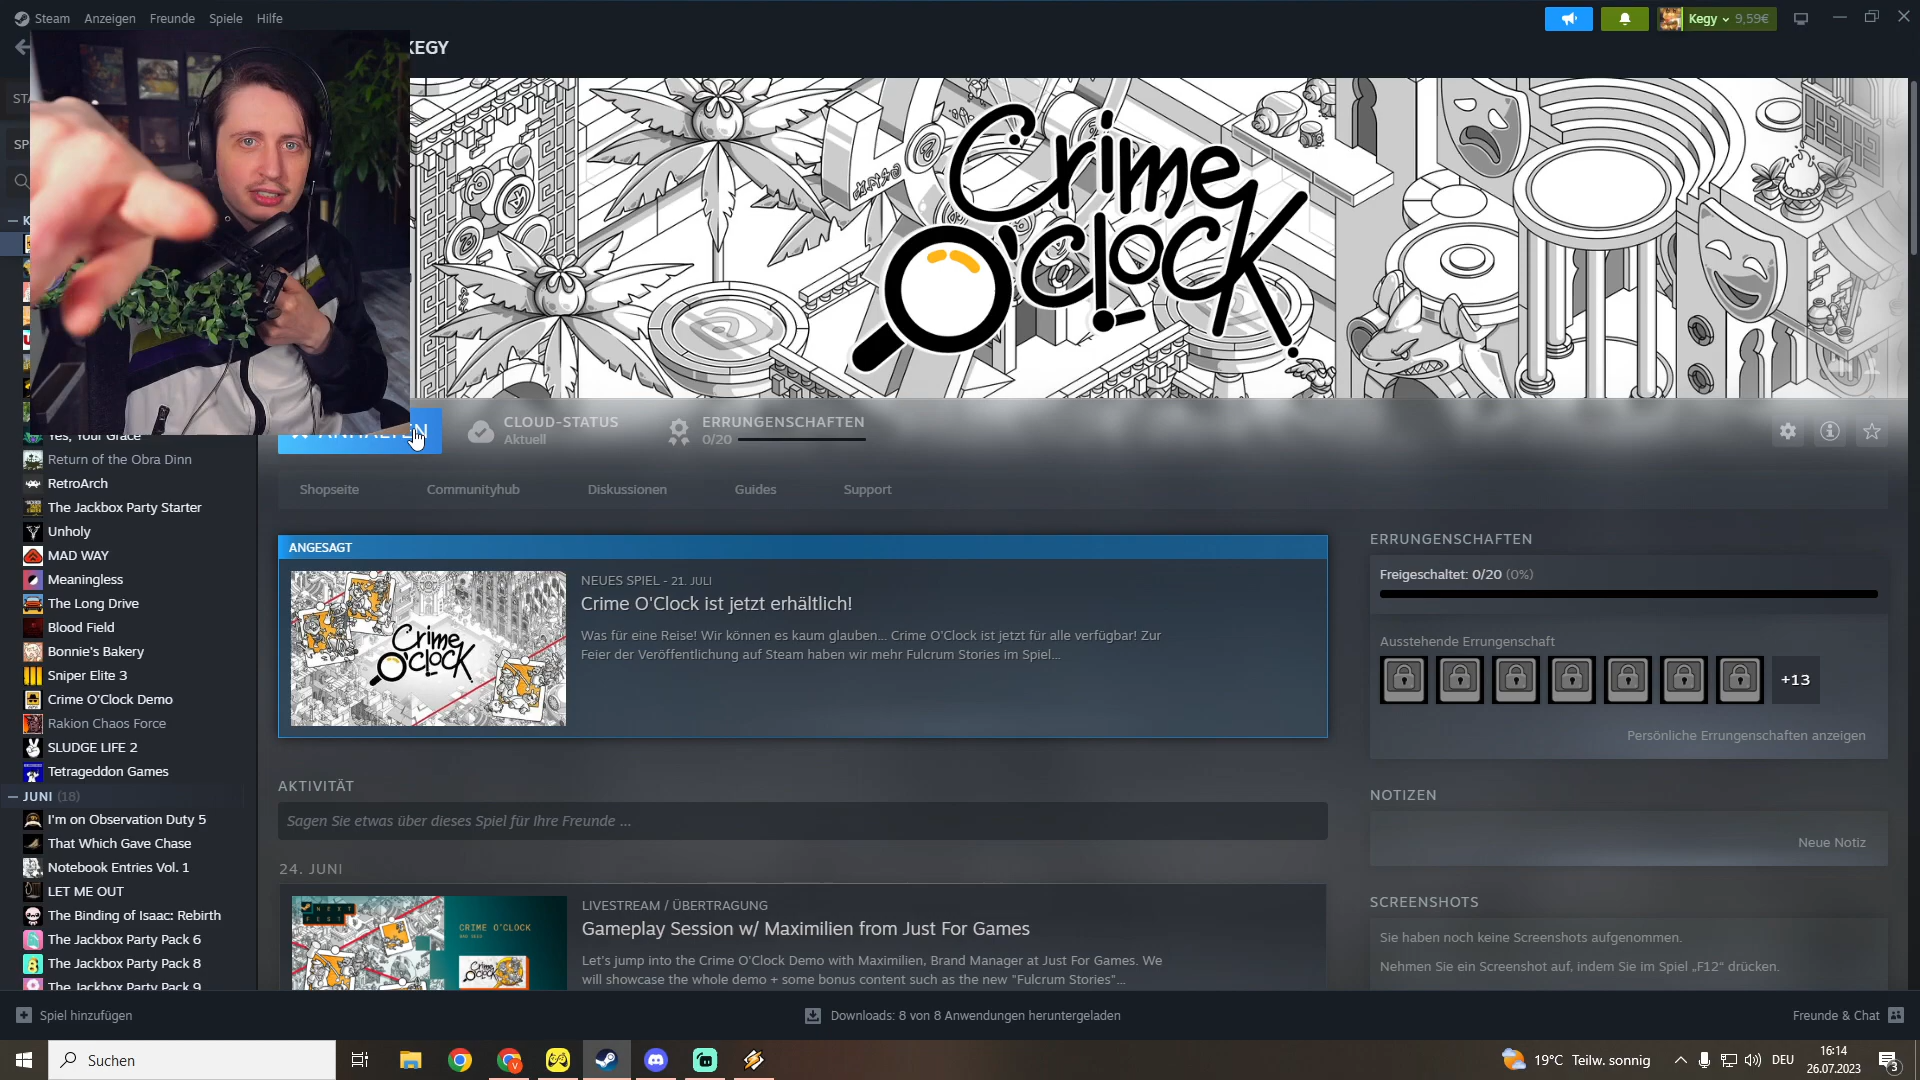 Steam Anzeigen Freunde Spiele Hilfe
Kegy 9,59€
KEGY
Crime
O'clock
CLOUD-STATUS
Aktuell
ERRUNGENSCHAFTEN
0/20
Yes, Your Grace
Return of the Obra Dinn
RetroArch
The Jackbox Party Starter
Unholy
MAD WAY
Meaningless
The Long Drive
Blood Field
Bonnie's Bakery
Sniper Elite 3
Crime O'Clock Demo
Rakion Chaos Force
SLUDGE LIFE 2
Tetrageddon Games
JUNI (18)
I'm on Observation Duty 5
That Which Gave Chase
Notebook Entries Vol. 1
LET ME OUT
The Binding of Isaac: Rebirth
The Jackbox Party Pack 6
The Jackbox Party Pack 8
The Jackbox Party Pack 9
Shopseite Communityhub Diskussionen Guides Support
ANGESAGT
Crime
O'clock
NEUES SPIEL - 21. JULI
Crime O'Clock ist jetzt erhältlich!
Was für eine Reise! Wir können es kaum glauben... Crime O'Clock ist jetzt für alle verfügbar! Zur
Feier der Veröffentlichung auf Steam haben wir mehr Fulcrum Stories im Spiel...
AKTIVITÄT
Sagen Sie etwas über dieses Spiel für Ihre Freunde ...
24. JUNI
CRIME O'CLOCK
LIVESTREAM / ÜBERTRAGUNG
Gameplay Session w/ Maximilien from Just For Games
Let's jump into the Crime O'Clock Demo with Maximilien, Brand Manager at Just For Games. We
will showcase the whole demo + some bonus content such as the new "Fulcrum Stories"...
ERRUNGENSCHAFTEN
Freigeschaltet: 0/20 (0%)
Ausstehende Errungenschaft
+13
Persönliche Errungenschaften anzeigen
NOTIZEN
Neue Notiz
SCREENSHOTS
Sie haben noch keine Screenshots aufgenommen.
Nehmen Sie ein Screenshot auf, indem Sie im Spiel „F12" drücken.
Spiel hinzufügen
Downloads: 8 von 8 Anwendungen heruntergeladen
Freunde & Chat
Suchen
19°C Teilw. sonnig
DEU
16:14
26.07.2023
3